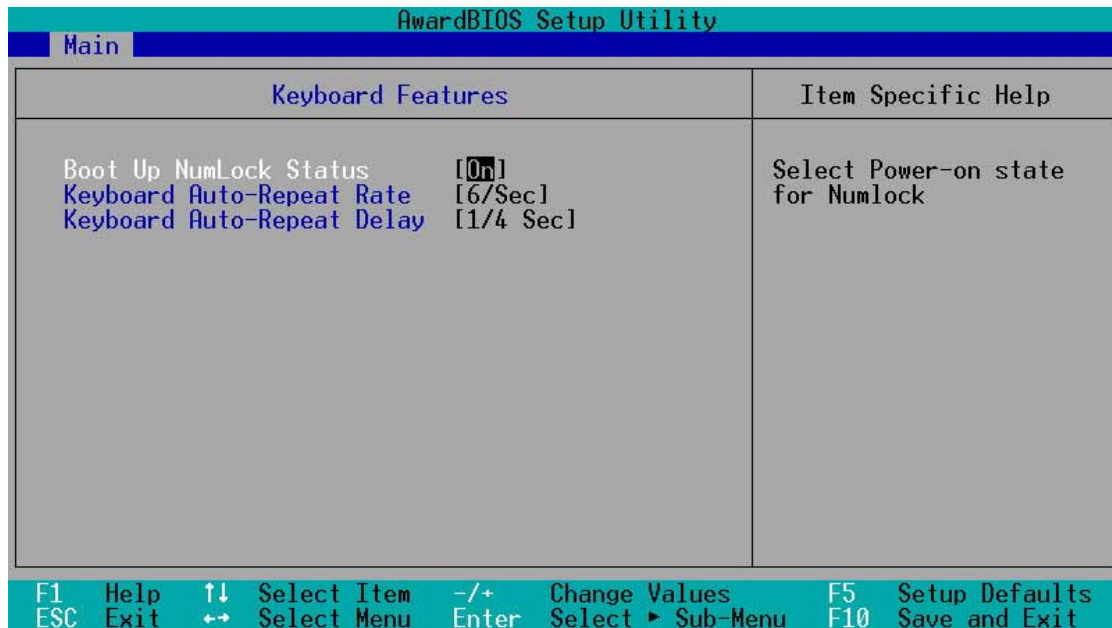 AwardBIOS Setup Utility
Main
Keyboard Features
Item Specific Help
Boot Up NumLock Status [On]
Keyboard Auto-Repeat Rate [6/Sec]
Keyboard Auto-Repeat Delay [1/4 Sec]
Select Power-on state
for Numlock
F1 Help ↑↓ Select Item -/+ Change Values F5 Setup Defaults
ESC Exit ←→ Select Menu Enter Select ► Sub-Menu F10 Save and Exit